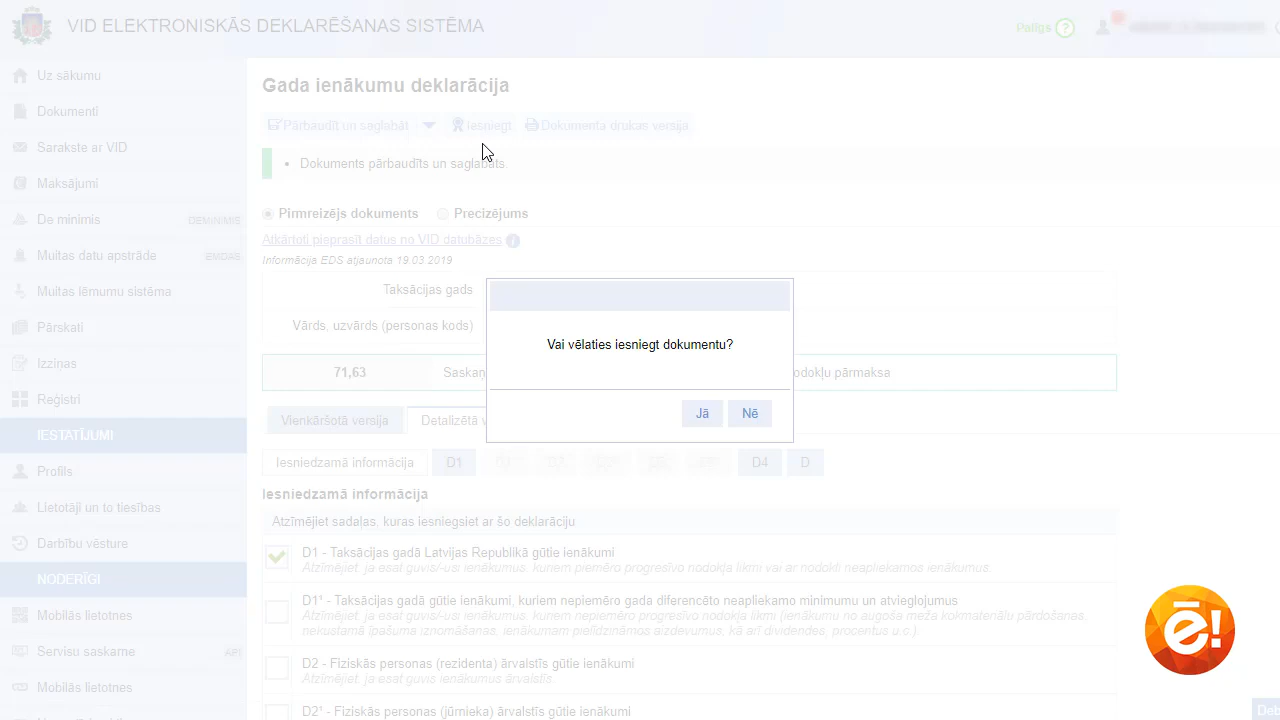 VID ELEKTRONISKĀS DEKLARĒŠANAS SISTĒMA
Palīgs ?
Uz sākumu
Dokumenti
Sarakste ar VID
Maksājumi
De minimis DEMINIMIS
Muitas datu apstrāde EMDAS
Muitas lēmumu sistēma
Pārskati
Izziņas
Reģistri
IESTATĪJUMI
Profils
Lietotāji un to tiesības
Darbību vēsture
NODERĪGI
Mobilās lietotnes
Servisu saskarne API
Mobilās lietotnes
Gada ienākumu deklarācija
Pārbaudīt un saglabāt Iesniegt Dokumenta drukas versija
Dokuments pārbaudīts un saglabāts.
Pirmreizējs dokuments Precizējums
Atkārtoti pieprasīt datus no VID datubāzes
Informācija EDS atjaunota 19.03.2019
Taksācijas gads
Vārds, uzvārds (personas kods)
71,63 nodokļu pārmaksa
Vai vēlaties iesniegt dokumentu?
Jā Nē
Vienkāršotā versija
Iesniedzamā informācija D1 D4 D
Iesniedzamā informācija
Atzīmējiet sadaļas, kuras iesniegsiet ar šo deklarāciju
D1 - Taksācijas gadā Latvijas Republikā gūtie ienākumi
Atzīmējiet, ja esat guvis/-usi ienākumus, kuriem piemēro progresīvo nodokļa likmi vai ar nodokli neapliekamos ienākumus.
D1¹ - Taksācijas gadā gūtie ienākumi, kuriem nepiemēro gada diferencēto neapliekamo minimumu un atvieglojumus
Atzīmējiet, ja esat guvis/-usi ienākumus, kuriem nepiemēro progresīvo nodokļa likmi (ienākumu no augoša meža kokmateriālu pārdošanas,
nekustamā īpašuma iznomāšanas, ienākumam pielīdzināmos aizdevumus, kā arī dividendes, procentus u.c.).
D2 - Fiziskās personas (rezidenta) ārvalstīs gūtie ienākumi
Atzīmējiet, ja esat guvis ienākumus ārvalstīs.
D2¹ - Fiziskās personas (jūrnieka) ārvalstīs gūtie ienākumi
ē!